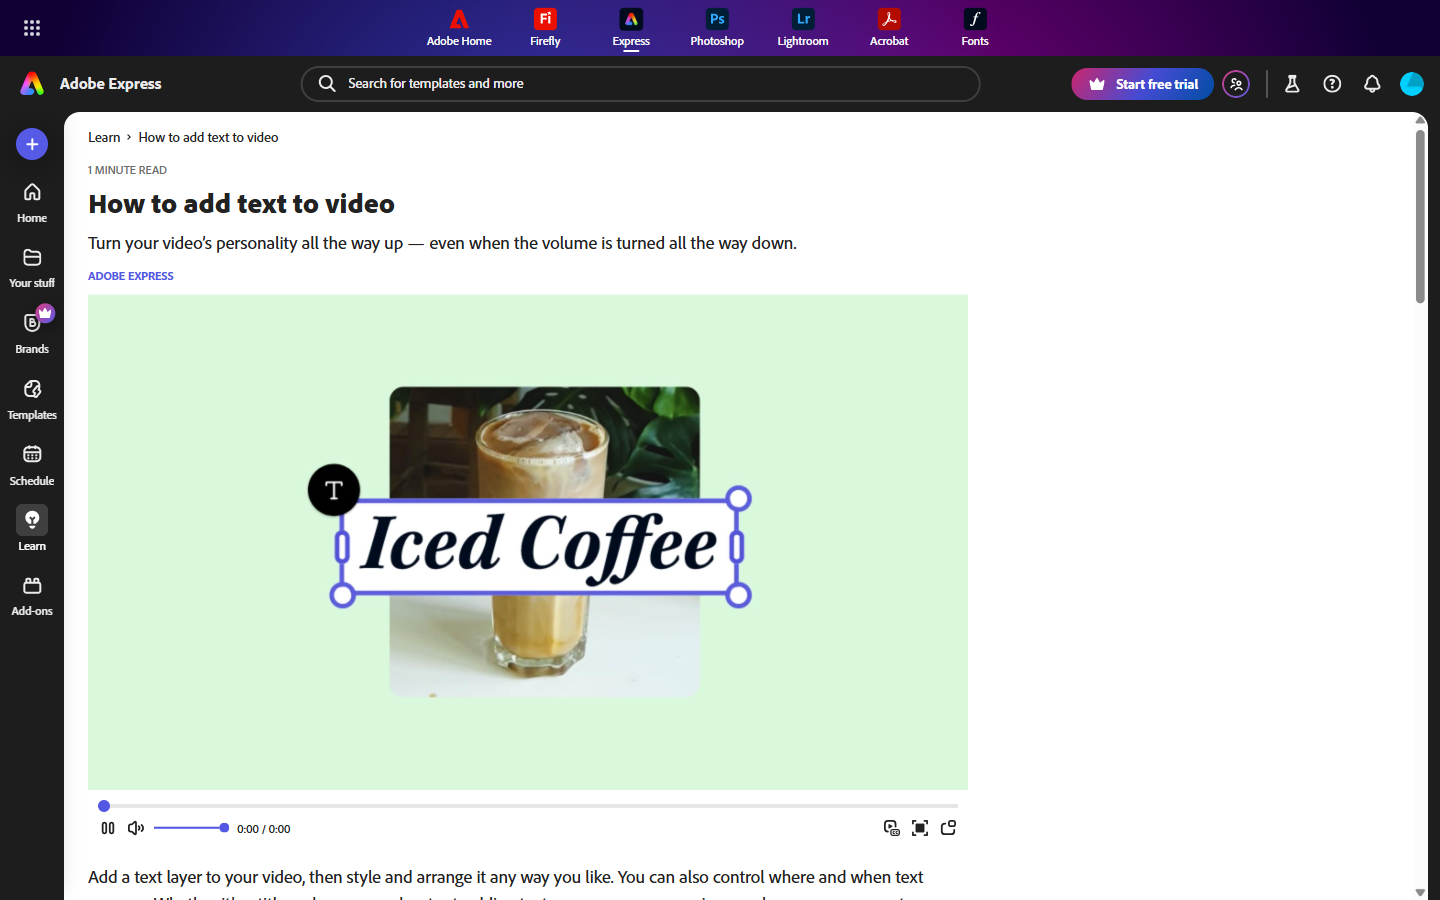 Adobe Home
Fi
Firefly
Express
Ps
Photoshop
Lr
Lightroom
Acrobat
f
Fonts
Adobe Express
Search for templates and more
Start free trial
Home
Your stuff
B
Brands
Templates
Schedule
Learn
Add-ons
Learn › How to add text to video
1 MINUTE READ
How to add text to video
Turn your video's personality all the way up — even when the volume is turned all the way down.
ADOBE EXPRESS
T
Iced Coffee
0:00 / 0:00
Add a text layer to your video, then style and arrange it any way you like. You can also control where and when text